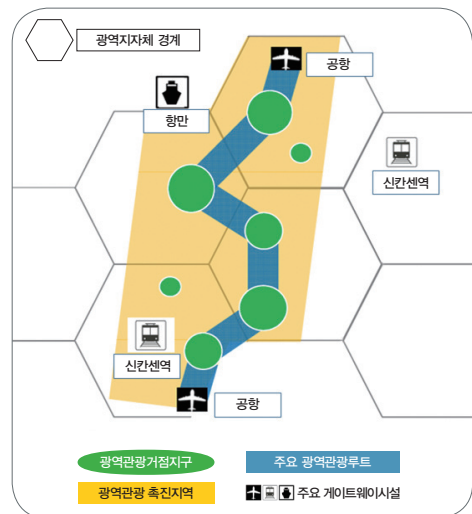 광역지자체 경계
공항
항만
신칸센역
신칸센역
공항
광역관광거점지구
주요 광역관광루트
광역관광 촉진지역
주요 게이트웨이시설